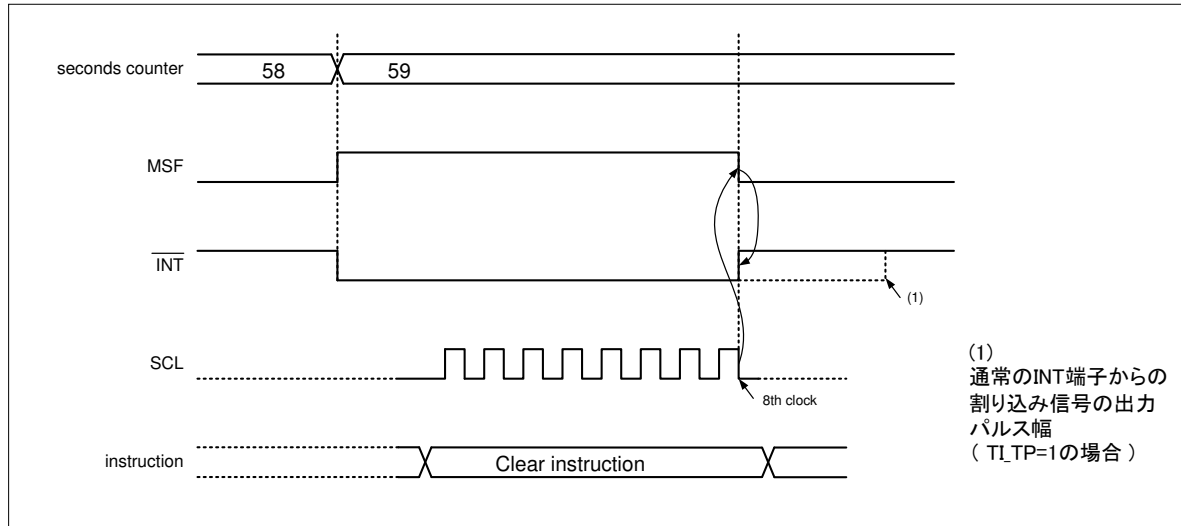 seconds counter
58
59
MSF
INT
(1)
SCL
8th clock
(1)
通常のINT端子からの
割り込み信号の出力
パルス幅
( TI_TP=1の場合 )
instruction
Clear instruction